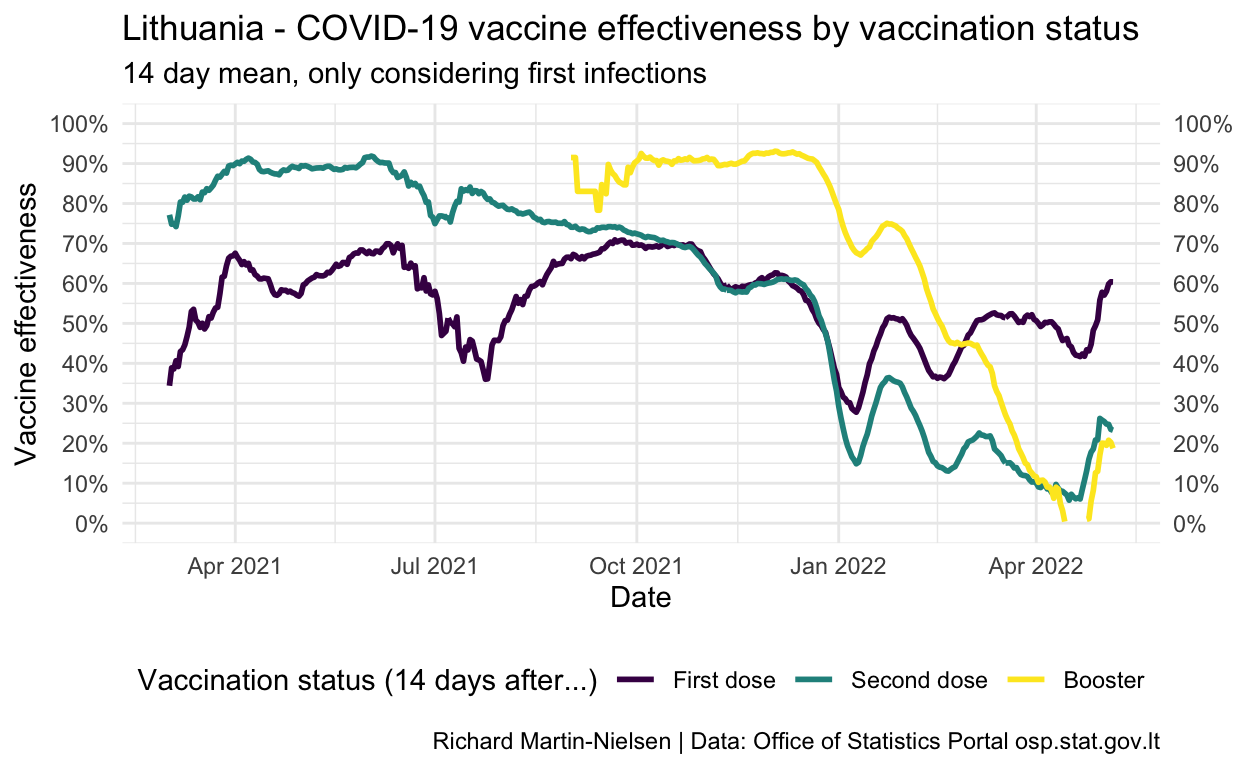 Lithuania - COVID-19 vaccine effectiveness by vaccination status
14 day mean, only considering first infections
100% 100%
90% 90%
80% 80%
70% 70%
60% 60%
50% 50%
40% 40%
30% 30%
20% 20%
10% 10%
0% 0%
Vaccine effectiveness
Apr 2021 Jul 2021 Oct 2021 Jan 2022 Apr 2022
Date
Vaccination status (14 days after...) First dose Second dose Booster
Richard Martin-Nielsen | Data: Office of Statistics Portal osp.stat.gov.lt